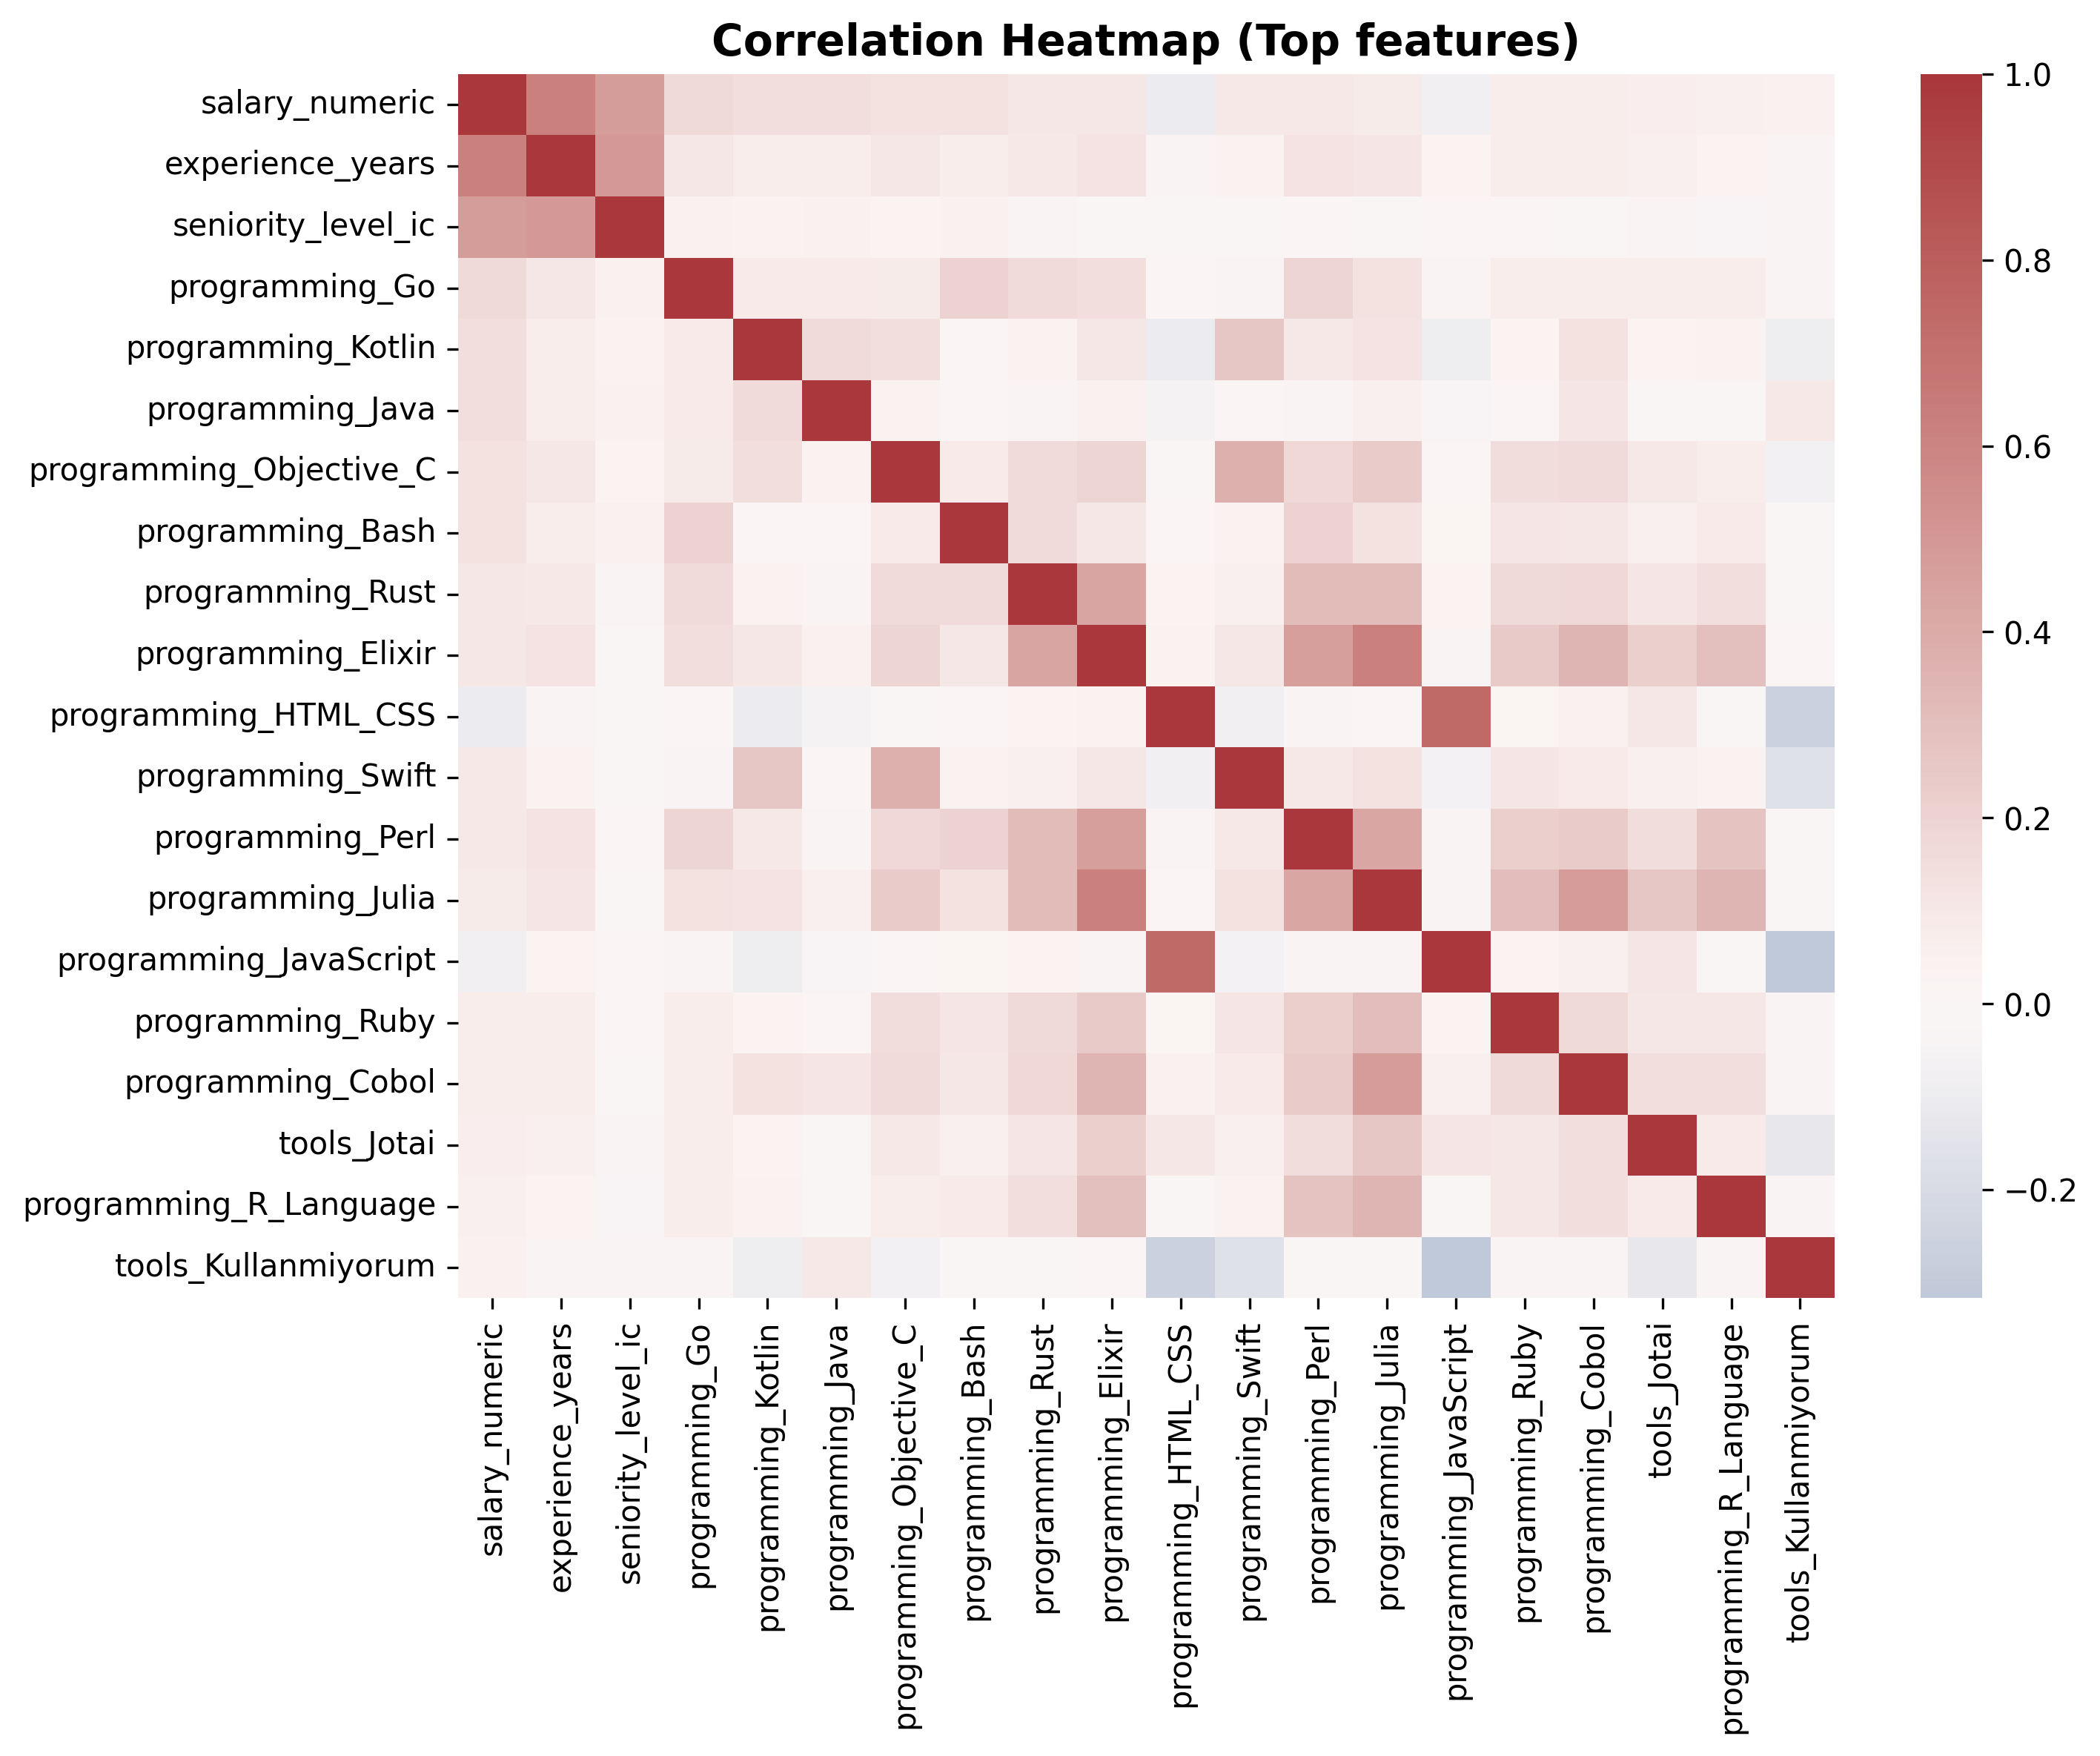 Correlation Heatmap (Top features)
salary_numeric
experience_years
seniority_level_ic
programming_Go
programming_Kotlin
programming_Java
programming_Objective_C
programming_Bash
programming_Rust
programming_Elixir
programming_HTML_CSS
programming_Swift
programming_Perl
programming_Julia
programming_JavaScript
programming_Ruby
programming_Cobol
tools_Jotai
programming_R_Language
tools_Kullanmiyorum
salary_numeric
experience_years
seniority_level_ic
programming_Go
programming_Kotlin
programming_Java
programming_Objective_C
programming_Bash
programming_Rust
programming_Elixir
programming_HTML_CSS
programming_Swift
programming_Perl
programming_Julia
programming_JavaScript
programming_Ruby
programming_Cobol
tools_Jotai
programming_R_Language
tools_Kullanmiyorum
1.0
0.8
0.6
0.4
0.2
0.0
−0.2